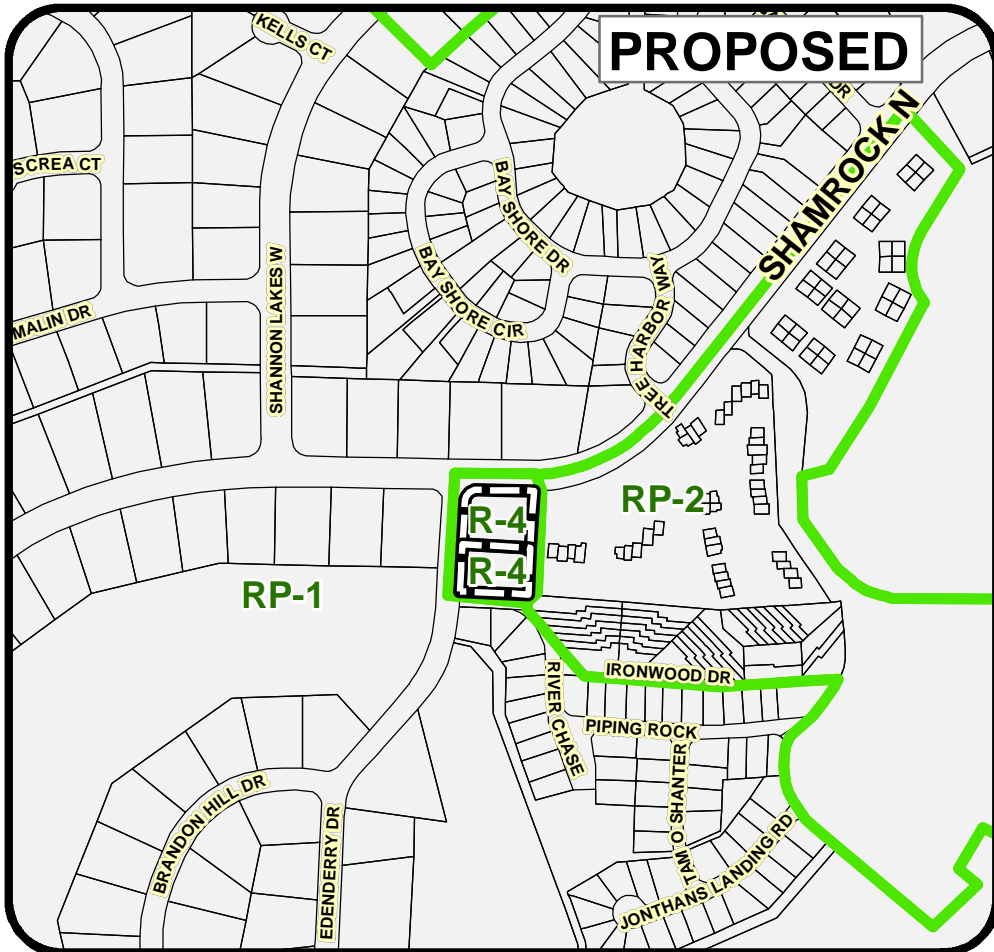 KELLS CT
PROPOSED
DR
SHAMROCK N
SCREA CT
BAY SHORE DR
BAY SHORE CIR
TREE HARBOR WAY
SHANNON LAKES W
MALIN DR
R-4
RP-2
R-4
RP-1
IRONWOOD DR
RIVER CHASE
PIPING ROCK
TAM O SHANTER
BRANDON HILL DR
EDENDERRY DR
JONTHANS LANDING RD